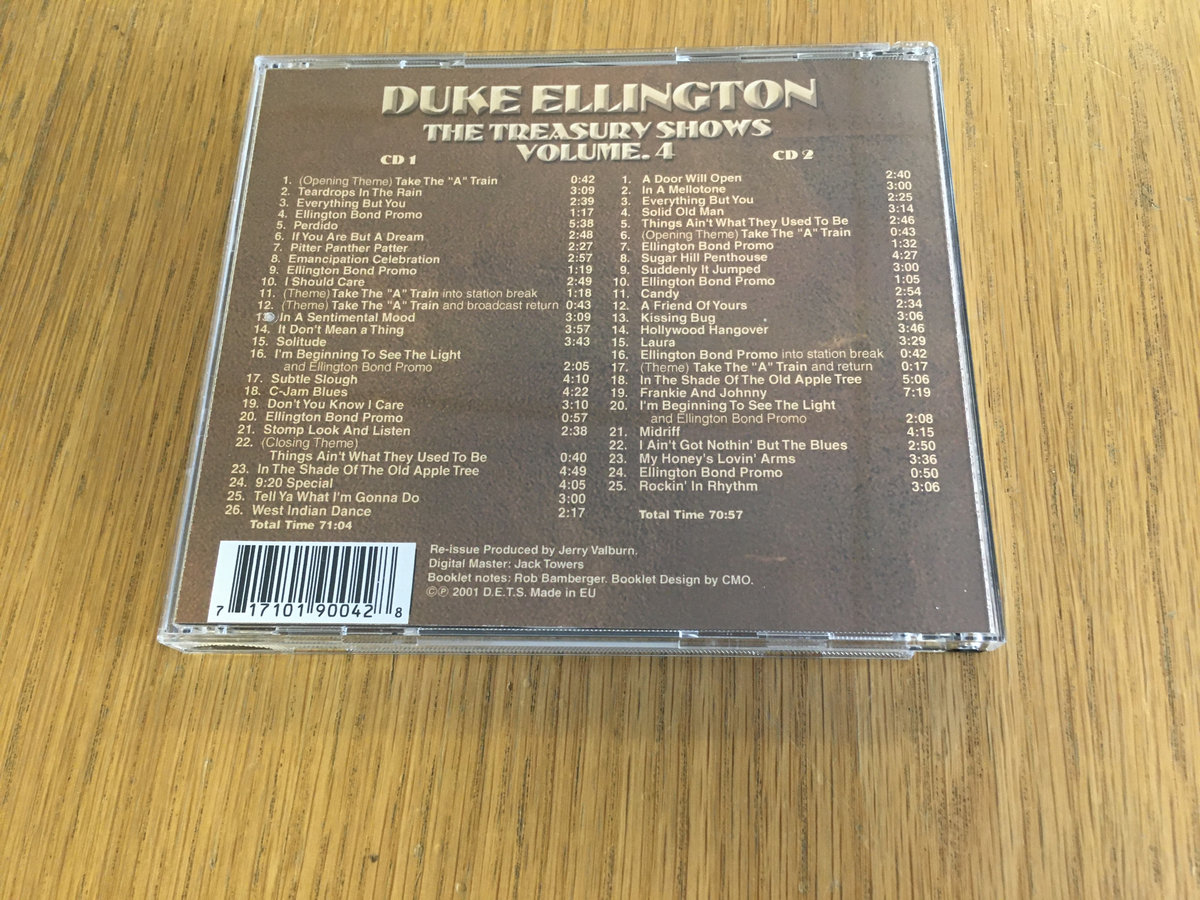 DUKE ELLINGTON
THE TREASURY SHOWS
VOLUME. 4
CD 1
1. (Opening Theme) Take The "A" Train 0:42
2. Teardrops In The Rain 3:09
3. Everything But You 2:39
4. Ellington Bond Promo 1:17
5. Perdido 5:38
6. If You Are But A Dream 2:48
7. Pitter Panther Patter 2:27
8. Emancipation Celebration 2:57
9. Ellington Bond Promo 1:19
10. I Should Care 2:49
11. (Theme) Take The "A" Train into station break 1:18
12. (Theme) Take The "A" Train and broadcast return 0:43
13. In A Sentimental Mood 3:09
14. It Don't Mean a Thing 3:57
15. Solitude 3:43
16. I'm Beginning To See The Light
and Ellington Bond Promo 2:05
17. Subtle Slough 4:10
18. C-Jam Blues 4:22
19. Don't You Know I Care 3:10
20. Ellington Bond Promo 0:57
21. Stomp Look And Listen 2:38
22. (Closing Theme)
Things Ain't What They Used To Be 0:40
23. In The Shade Of The Old Apple Tree 4:49
24. 9:20 Special 4:05
25. Tell Ya What I'm Gonna Do 3:00
26. West Indian Dance 2:17
Total Time 71:04
CD 2
1. A Door Will Open 2:40
2. In A Mellotone 3:00
3. Everything But You 2:25
4. Solid Old Man 3:14
5. Things Ain't What They Used To Be 2:46
6. (Opening Theme) Take The "A" Train 0:43
7. Ellington Bond Promo 1:32
8. Sugar Hill Penthouse 4:27
9. Suddenly It Jumped 3:00
10. Ellington Bond Promo 1:05
11. Candy 2:54
12. A Friend Of Yours 2:34
13. Kissing Bug 3:06
14. Hollywood Hangover 3:46
15. Laura 3:29
16. Ellington Bond Promo into station break 0:42
17. (Theme) Take The "A" Train and return 0:17
18. In The Shade Of The Old Apple Tree 5:06
19. Frankie And Johnny 7:19
20. I'm Beginning To See The Light
and Ellington Bond Promo 2:08
21. Midriff 4:15
22. I Ain't Got Nothin' But The Blues 2:50
23. My Honey's Lovin' Arms 3:36
24. Ellington Bond Promo 0:50
25. Rockin' In Rhythm 3:06
Total Time 70:57
Re-issue Produced by Jerry Valburn.
Digital Master: Jack Towers
Booklet notes: Rob Bamberger. Booklet Design by CMO.
©℗ 2001 D.E.T.S. Made in EU
7 17101 90042 8